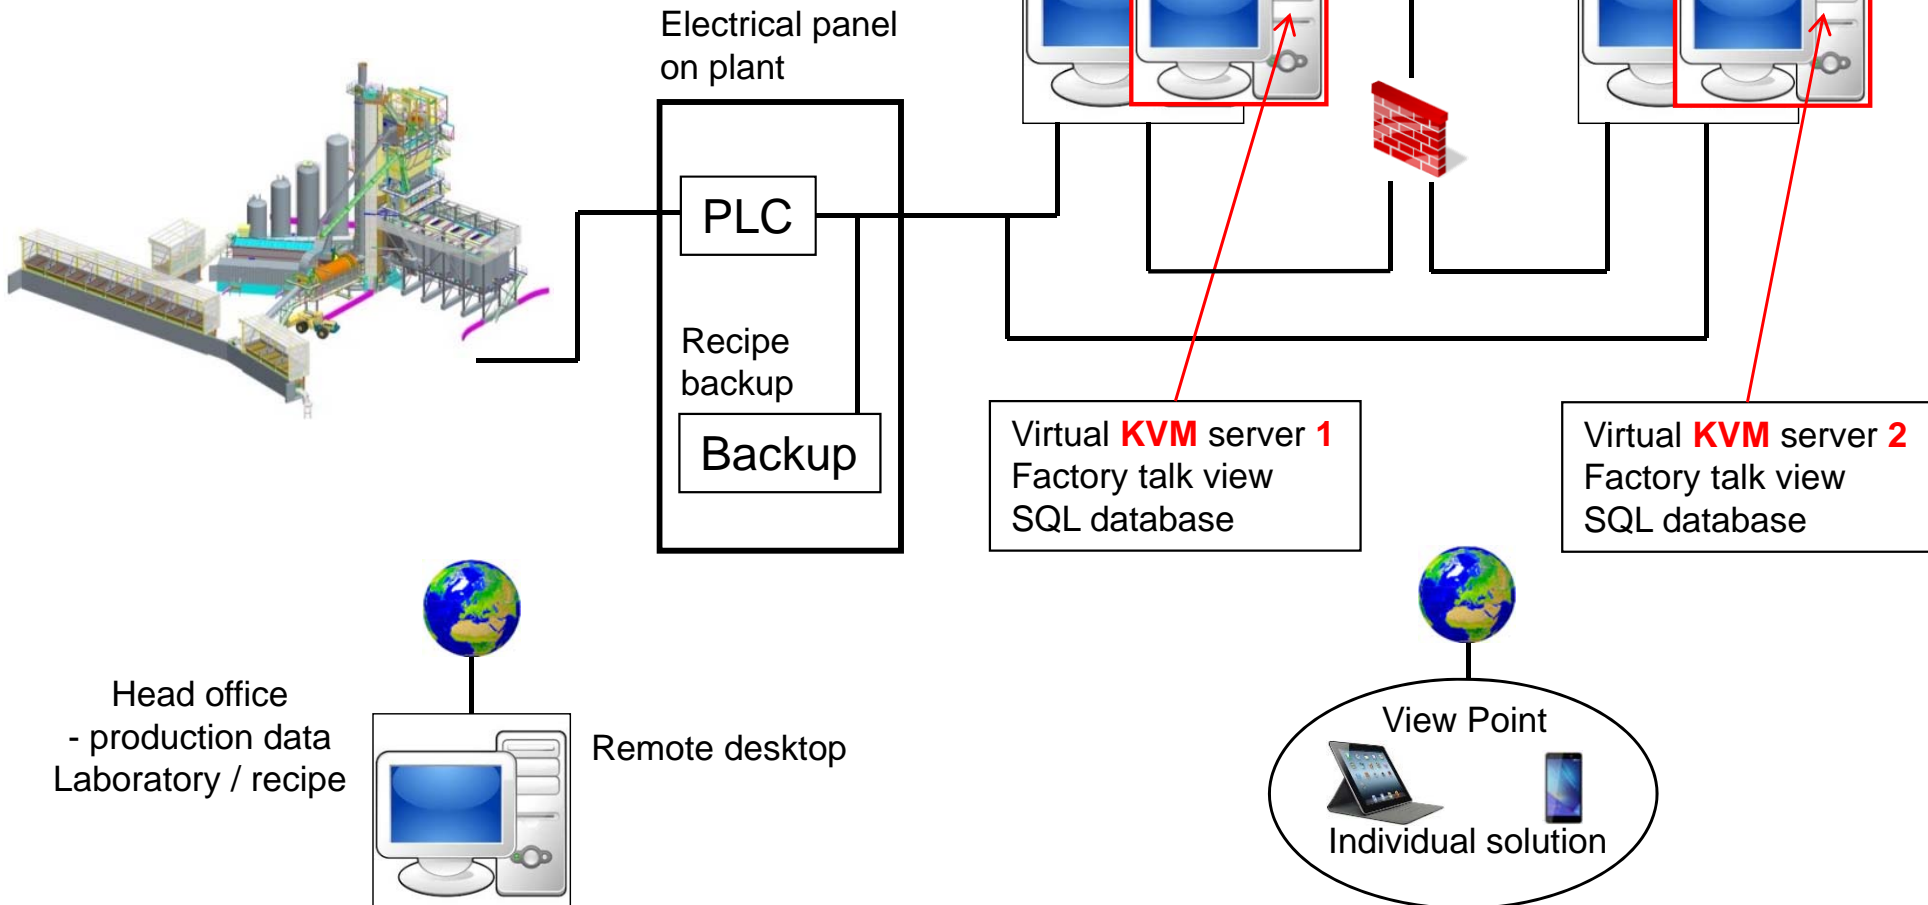 Electrical panel
on plant
PLC
Recipe
backup
Backup
Virtual KVM server 1
Factory talk view
SQL database
Virtual KVM server 2
Factory talk view
SQL database
Head office
- production data
Laboratory / recipe
Remote desktop
View Point
Individual solution